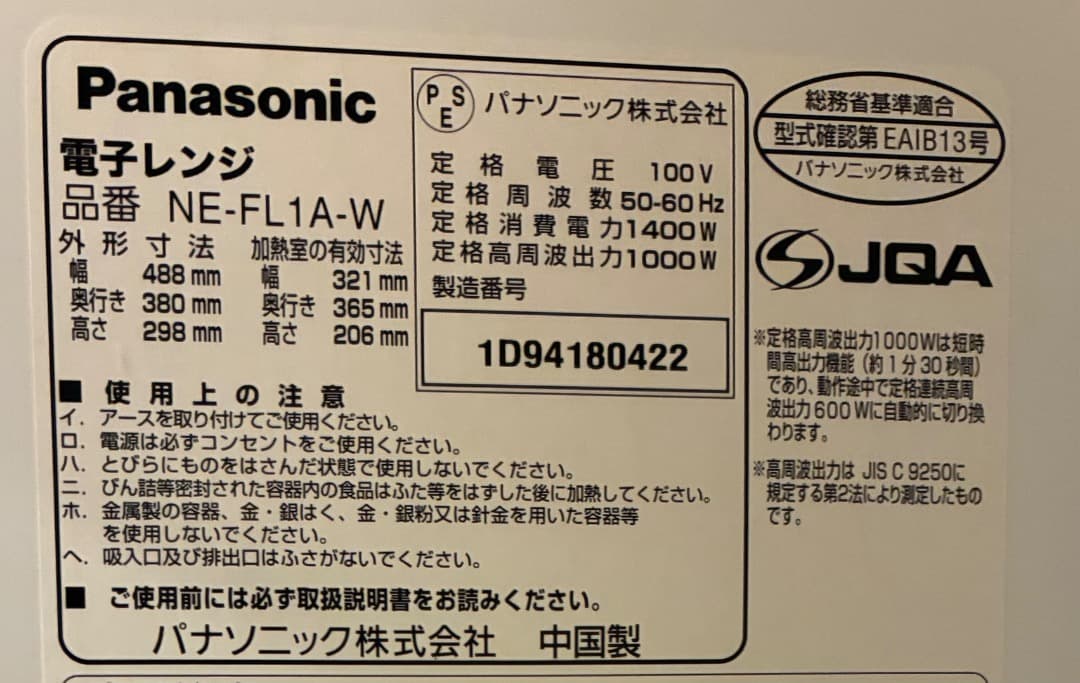 Panasonic
電子レンジ
品番 NE-FL1A-W
外形寸法 加熱室の有効寸法
幅 488 mm 幅 321 mm
奥行き 380 mm 奥行き 365 mm
高さ 298 mm 高さ 206 mm
PSE パナソニック株式会社
定格電圧 100V
定格周波数 50-60 Hz
定格消費電力 1400W
定格高周波出力 1000W
製造番号
1D94180422
■ 使用上の注意
イ. アースを取り付けてご使用ください。
ロ. 電源は必ずコンセントをご使用ください。
ハ. とびらにものをはさんだ状態で使用しないでください。
ニ. びん詰等密封された容器内の食品はふた等をはずした後に加熱してください。
ホ. 金属製の容器、金・銀はく、金・銀粉又は針金を用いた容器等
を使用しないでください。
ヘ. 吸入口及び排出口はふさがないでください。
■ ご使用前には必ず取扱説明書をお読みください。
パナソニック株式会社 中国製
総務省基準適合
型式確認第EAIB13号
パナソニック株式会社
JQA
※定格高周波出力1000Wは短時
間高出力機能（約1分30秒間）
であり、動作途中で定格連続高周
波出力600Wに自動的に切り換
わります。
※高周波出力は JIS C 9250に
規定する第2法により測定したもの
です。